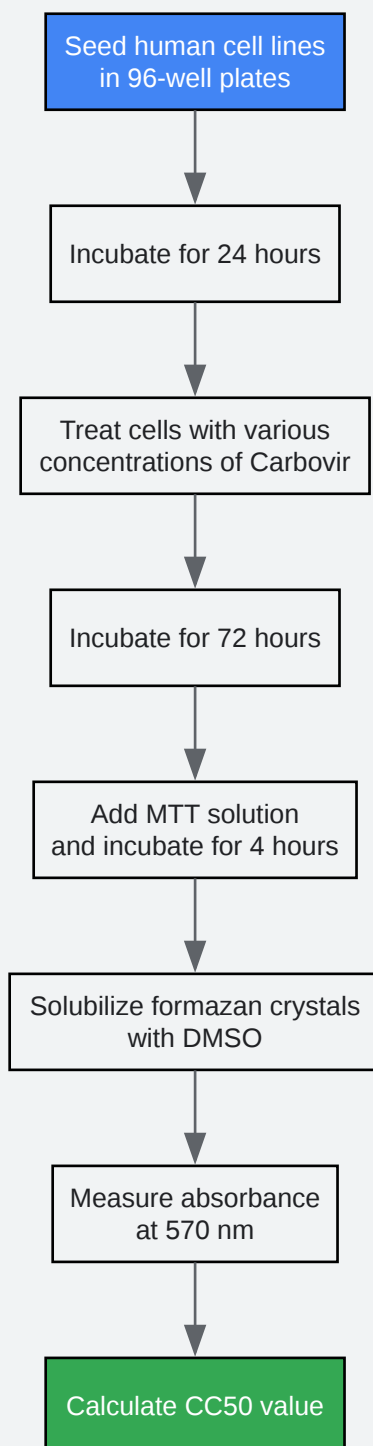 Seed human cell lines
in 96-well plates
Incubate for 24 hours
Treat cells with various
concentrations of Carbovir
Incubate for 72 hours
Add MTT solution
and incubate for 4 hours
Solubilize formazan crystals
with DMSO
Measure absorbance
at 570 nm
Calculate CC50 value